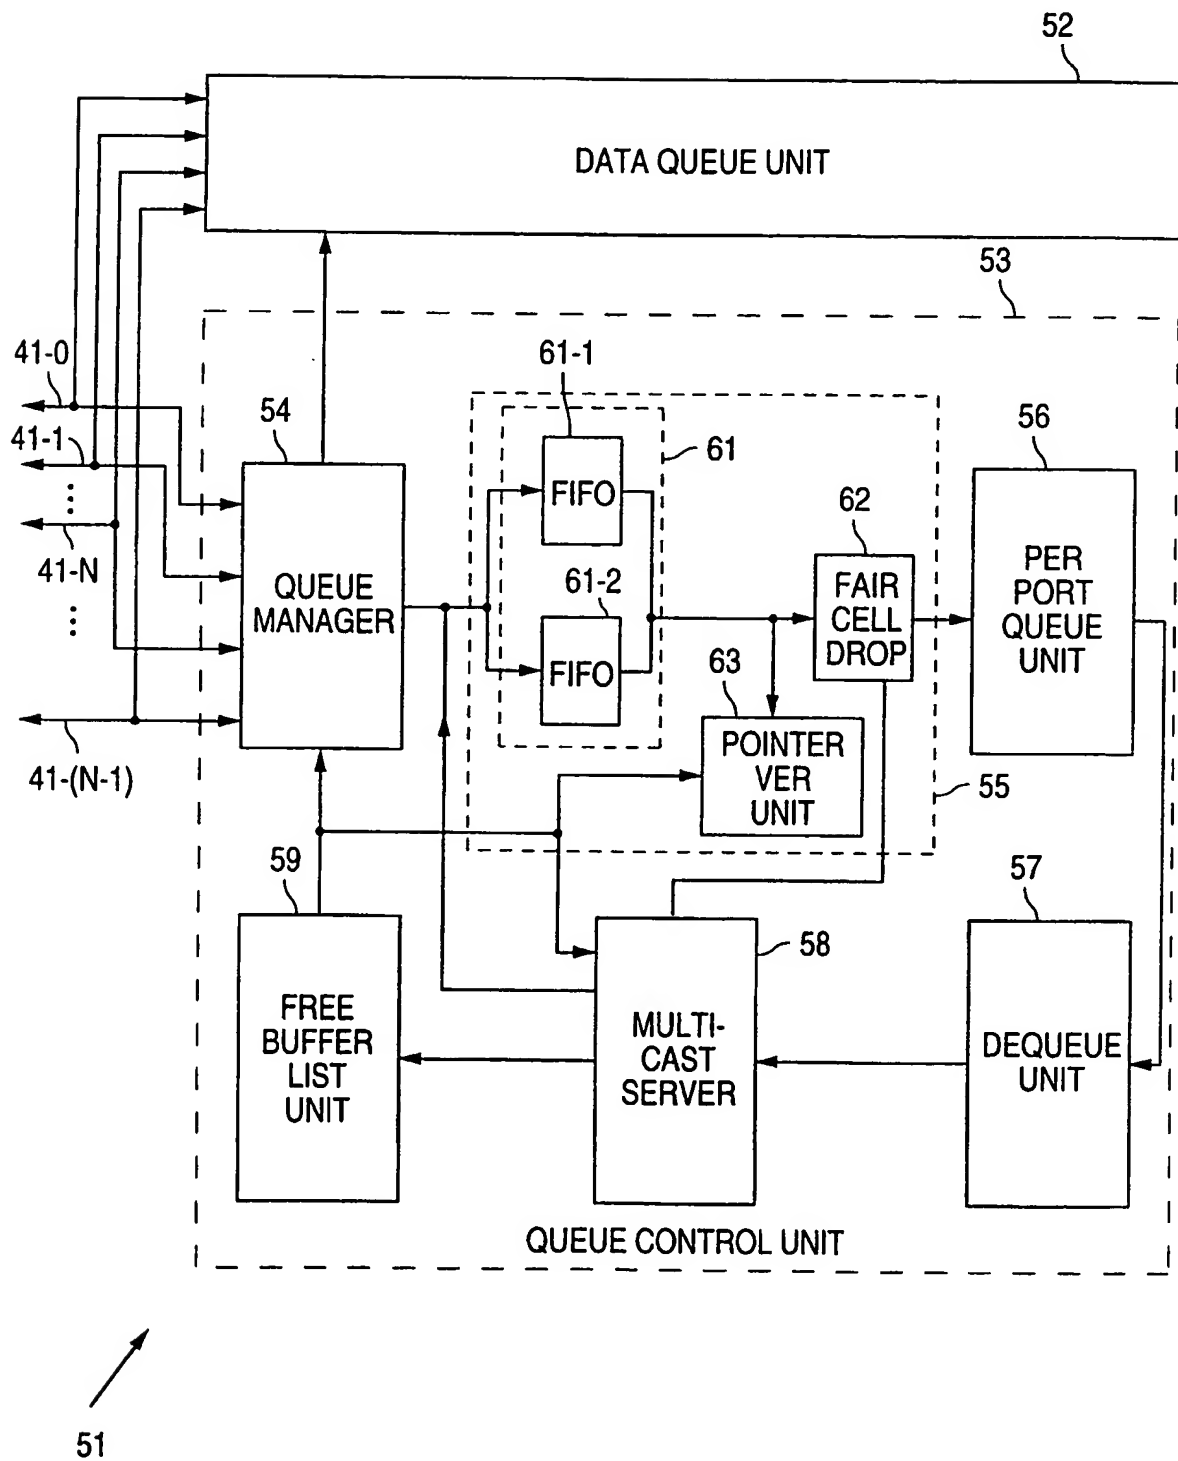 52
DATA QUEUE UNIT
53
41-0
41-1
41-N
41-(N-1)
54
QUEUE
MANAGER
61-1
FIFO
61
61-2
FIFO
62
FAIR
CELL
DROP
63
POINTER
VER
UNIT
55
56
PER
PORT
QUEUE
UNIT
59
FREE
BUFFER
LIST
UNIT
58
MULTI-
CAST
SERVER
57
DEQUEUE
UNIT
QUEUE CONTROL UNIT
51